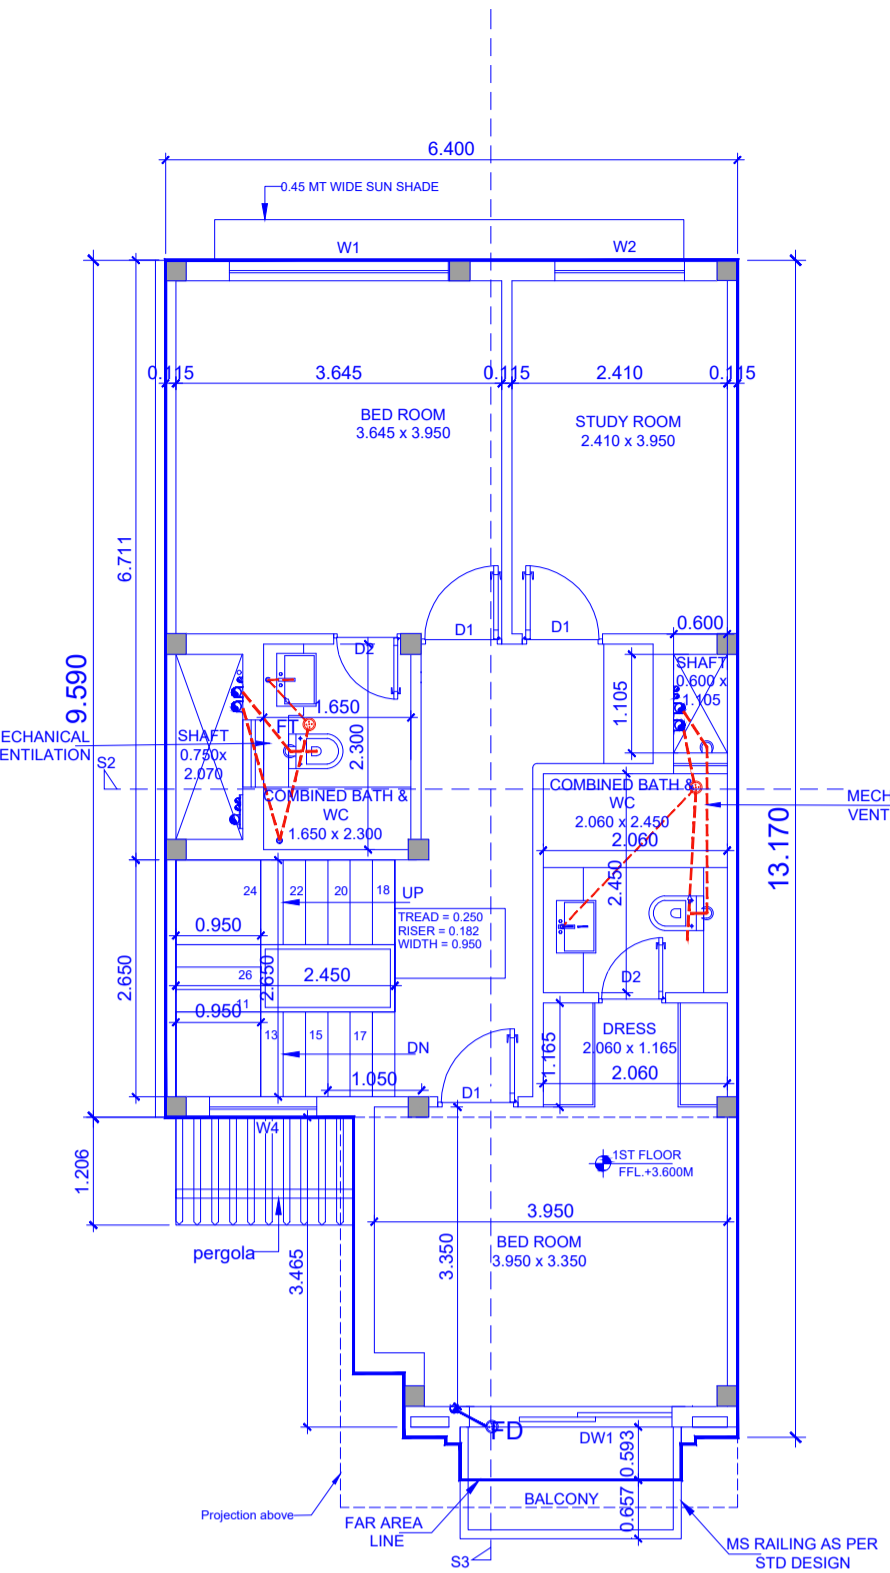 6.400
0.45 MT WIDE SUN SHADE
W1
W2
0.115
3.645
0.115
2.410
0.115
BED ROOM
3.645 x 3.950
STUDY ROOM
2.410 x 3.950
6.711
9.590
13.170
D1
D1
D2
0.600
SHAFT
0.600 x
1.105
1.105
1.650
FT
2.300
SHAFT
0.750x
2.070
ECHANICAL
ENTILATION
S2
COMBINED BATH &
WC
1.650 x 2.300
COMBINED BATH &
WC
2.060 x 2.450
2.060
2.450
MECH
VENT
24
22
20
18
UP
TREAD = 0.250
RISER = 0.182
WIDTH = 0.950
0.950
2.650
2.650
26
2.450
11
0.950
13
15
17
DN
1.050
D2
DRESS
2.060 x 1.165
1.165
2.060
D1
W4
1.206
pergola
3.465
1ST FLOOR
FFL.+3.600M
3.950
3.350
BED ROOM
3.950 x 3.350
FD
DW1
0.593
BALCONY
0.657
Projection above
FAR AREA
LINE
S3
MS RAILING AS PER
STD DESIGN